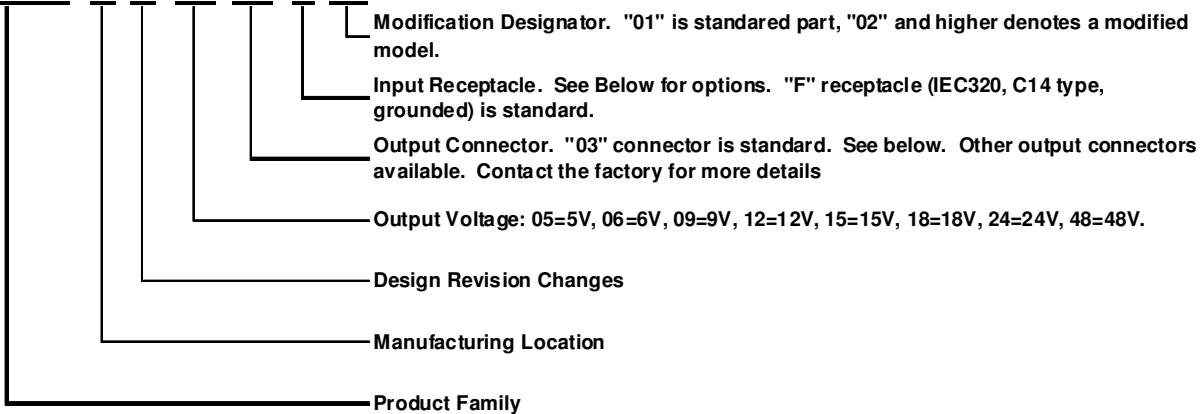 Modification Designator. "01" is standared part, "02" and higher denotes a modified
model.
Input Receptacle. See Below for options. "F" receptacle (IEC320, C14 type,
grounded) is standard.
Output Connector. "03" connector is standard. See below. Other output connectors
available. Contact the factory for more details
Output Voltage: 05=5V, 06=6V, 09=9V, 12=12V, 15=15V, 18=18V, 24=24V, 48=48V.
Design Revision Changes
Manufacturing Location
Product Family